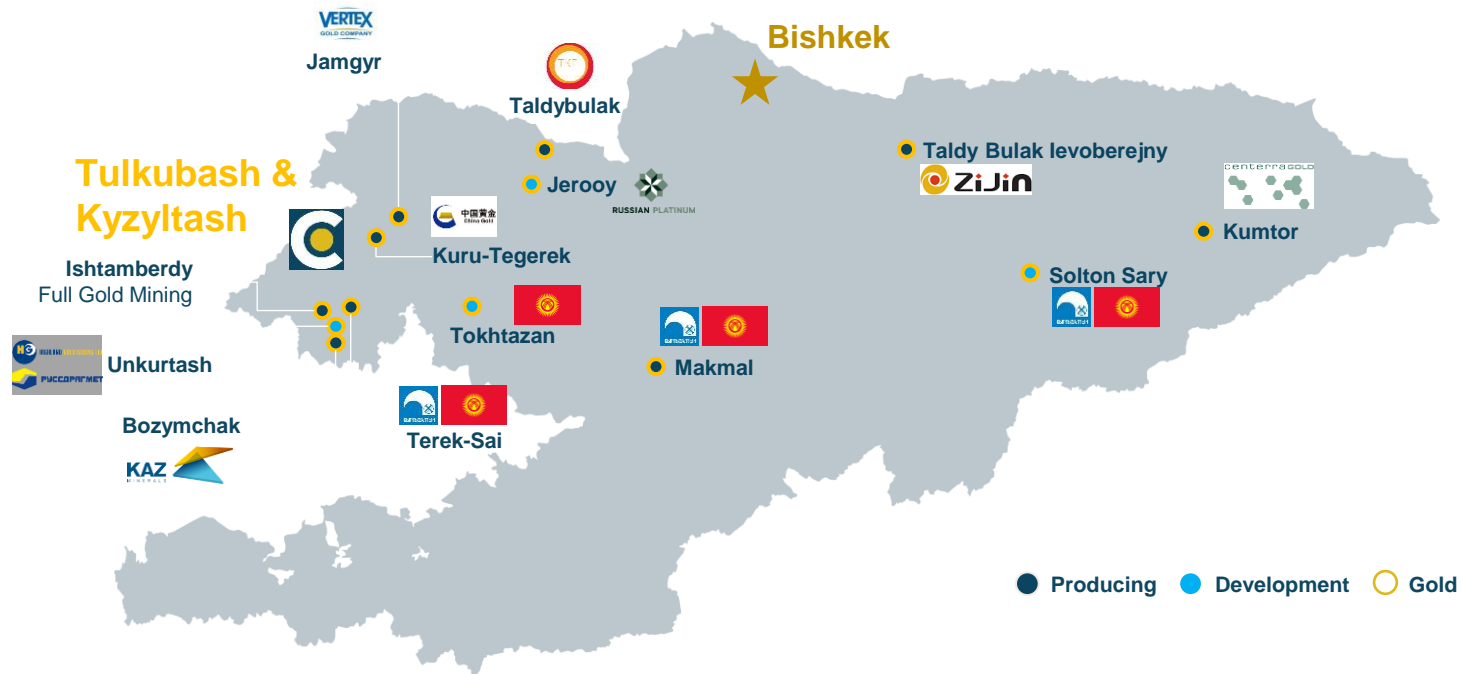 VERTEX
GOLD COMPANY
Jamgyr
Bishkek
Taldybulak
Tulkubash &
Kyzyltash
Jerooy
RUSSIAN PLATINUM
Taldy Bulak levoberejny
ZiJin
centerraGOLD
Kumtor
中国黄金
China Gold
Kuru-Tegerek
Ishtamberdy
Full Gold Mining
Solton Sary
Tokhtazan
Makmal
HG
Unkurtash
РУССДРАГМЕТ
Terek-Sai
Bozymchak
KAZ
MINERALS
Producing
Development
Gold